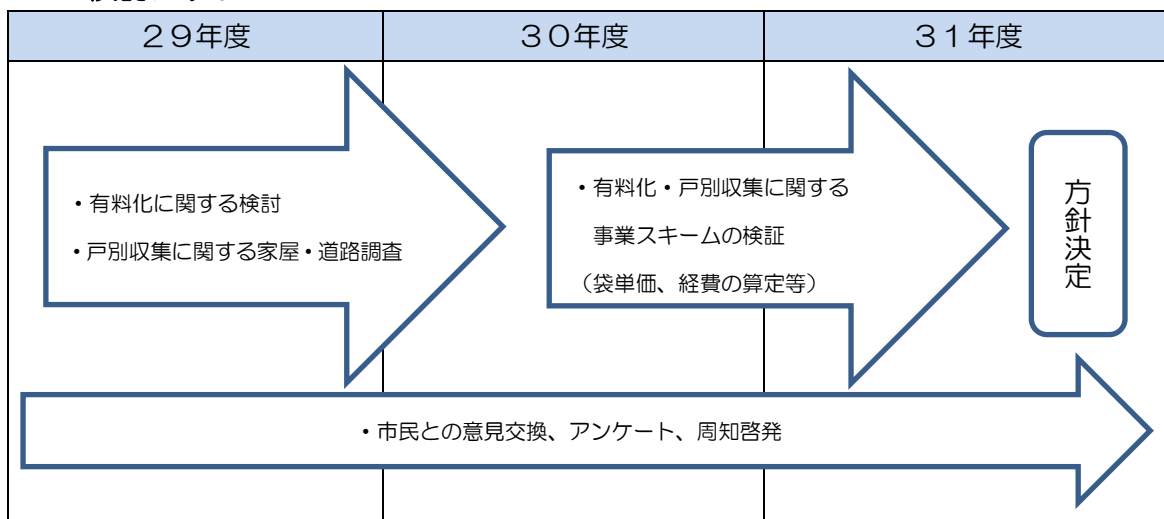 ２９年度
３０年度
３１年度
・有料化に関する検討
・戸別収集に関する家屋・道路調査
・有料化・戸別収集に関する
事業スキームの検証
（袋単価、経費の算定等）
方針決定
・市民との意見交換、アンケート、周知啓発